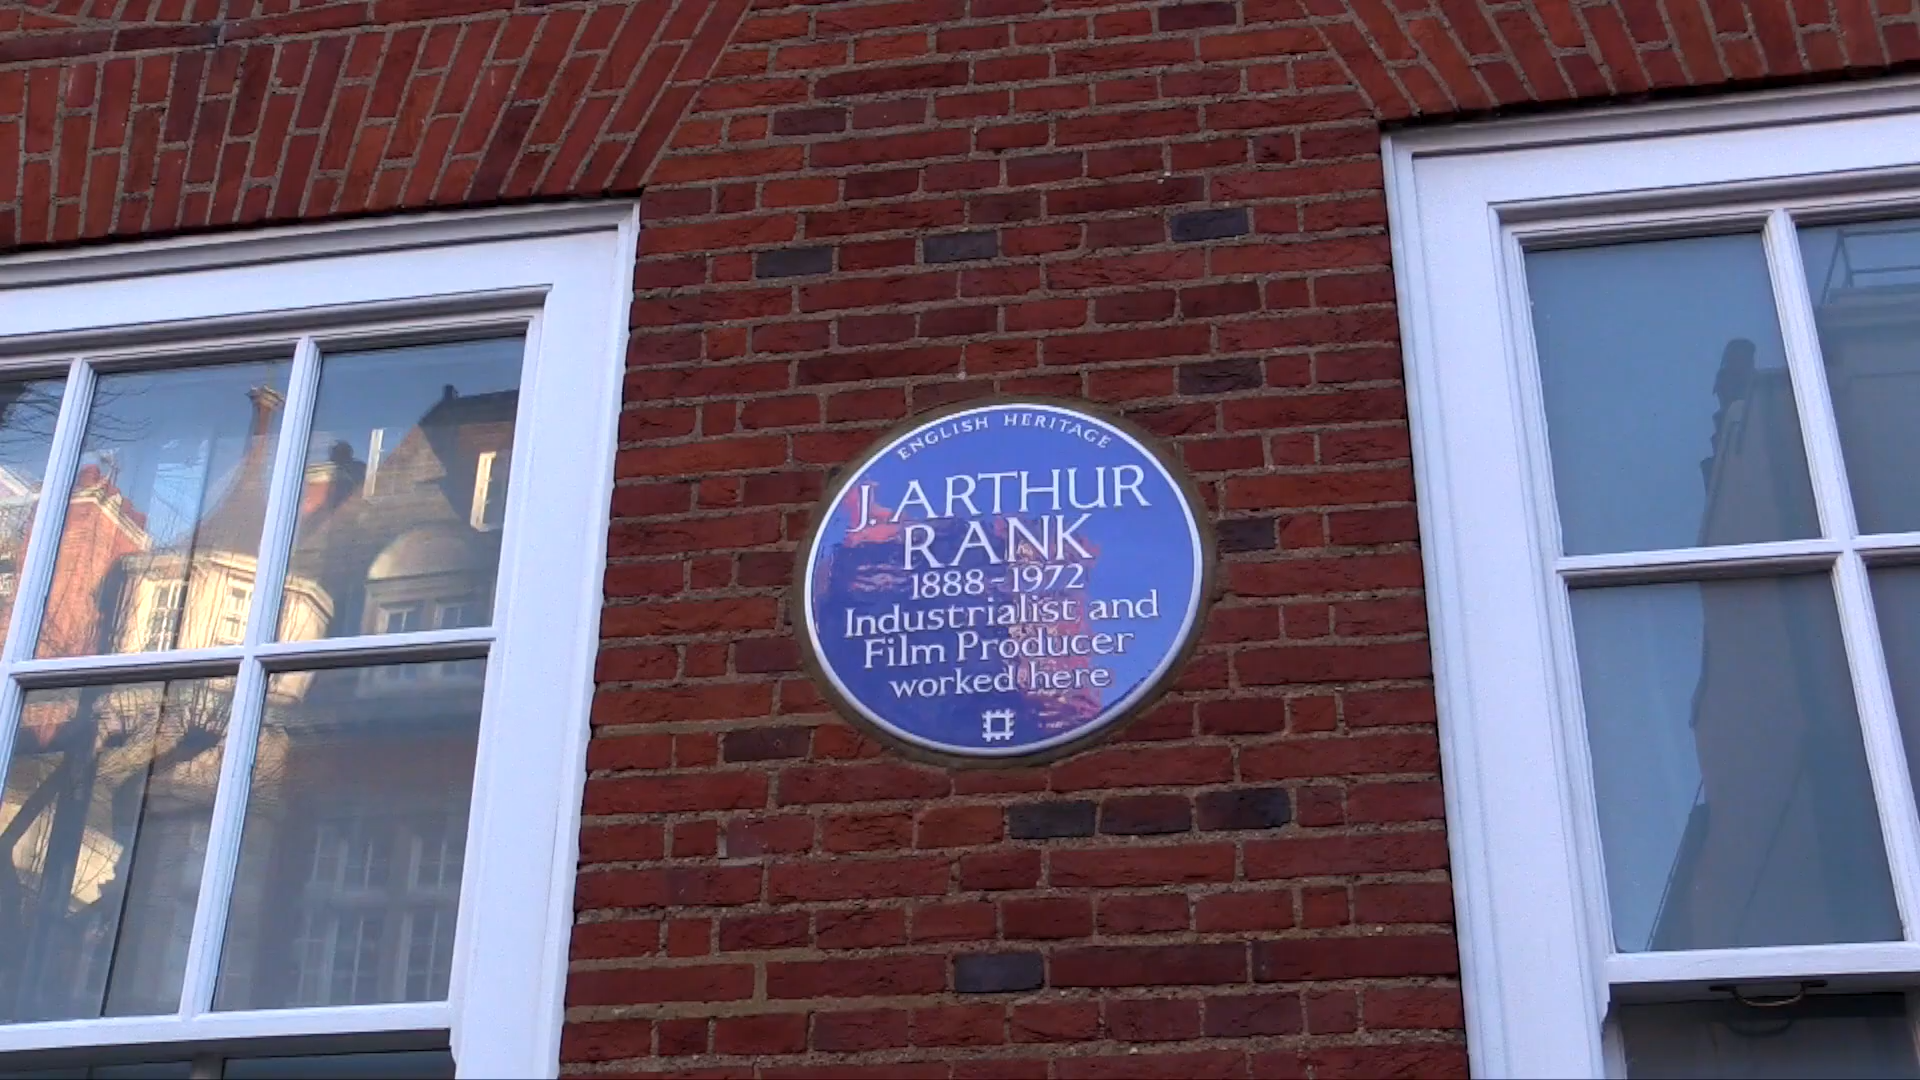 ENGLISH HERITAGE
J. ARTHUR
RANK
1888-1972
Industrialist and
Film Producer
worked here